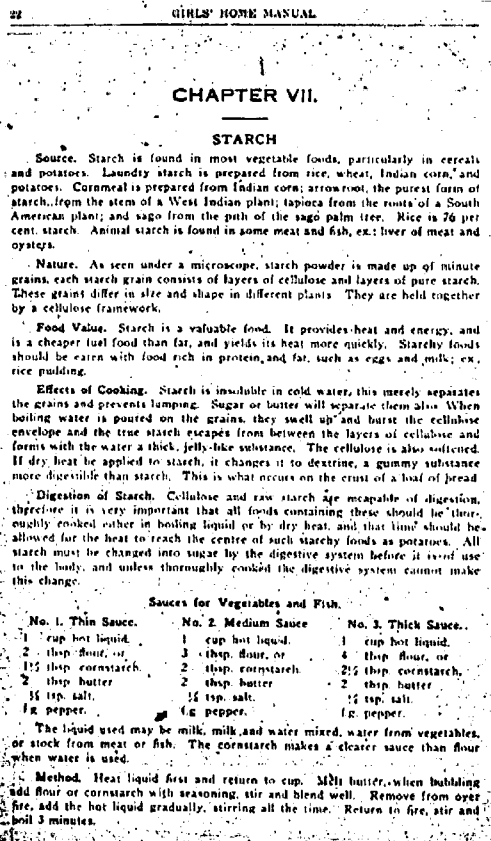 22 GIRLS' HOME MANUAL
CHAPTER VII.
STARCH
Source. Starch is found in most vegetable foods, particularly in cereals
and potatoes. Laundry starch is prepared from rice, wheat, Indian corn, and
potatoes. Cornmeal is prepared from Indian corn; arrowroot, the purest form of
starch, from the stem of a West Indian plant; tapioca from the roots of a South
American plant; and sago from the pith of the sago palm tree. Rice is 76 per
cent. starch. Animal starch is found in some meat and fish, ex.: liver of meat and
oysters.
Nature. As seen under a microscope, starch powder is made up of minute
grains, each starch grain consists of layers of cellulose and layers of pure starch.
These grains differ in size and shape in different plants. They are held together
by a cellulose framework.
Food Value. Starch is a valuable food. It provides heat and energy, and
is a cheaper fuel food than fat, and yields its heat more quickly. Starchy foods
should be eaten with food rich in protein and fat, such as eggs and milk; ex,
rice pudding.
Effects of Cooking. Starch is insoluble in cold water, this merely separates
the grains and prevents lumping. Sugar or butter will separate them also. When
boiling water is poured on the grains, they swell up and burst the cellulose
envelope and the true starch escapes from between the layers of cellulose and
forms with the water a thick, jelly-like substance. The cellulose is also softened.
If dry heat be applied to starch, it changes it to dextrine, a gummy substance
more digestible than starch. This is what occurs on the crust of a loaf of bread
Digestion of Starch. Cellulose and raw starch are incapable of digestion,
therefore it is very important that all foods containing these should be thor-
oughly cooked either in boiling liquid or by dry heat, and that time should be
allowed for the heat to reach the centre of such starchy foods as potatoes. All
starch must be changed into sugar by the digestive system before it is of use
to the body, and unless thoroughly cooked the digestive system cannot make
this change.
Sauces for Vegetables and Fish.
No. 1. Thin Sauce. No. 2. Medium Sauce No. 3. Thick Sauce.
1 cup hot liquid. 1 cup hot liquid. 1 cup hot liquid.
2 tbsp flour, or 3 tbsp. flour, or 4 tbsp flour, or
1½ tbsp cornstarch. 2 tbsp. cornstarch 2½ tbsp. cornstarch.
2 tbsp butter 2 tbsp. butter 2 tbsp. butter
½ tsp. salt. ½ tsp. salt. ½ tsp. salt.
f.g. pepper. f.g. pepper. f.g. pepper.
The liquid used may be milk, milk and water mixed, water from vegetables,
or stock from meat or fish. The cornstarch makes a clearer sauce than flour
when water is used.
Method. Heat liquid first and return to cup. Melt butter, when bubbling
add flour or cornstarch with seasoning, stir and blend well. Remove from over
fire, add the hot liquid gradually, stirring all the time. Return to fire, stir and
boil 3 minutes.